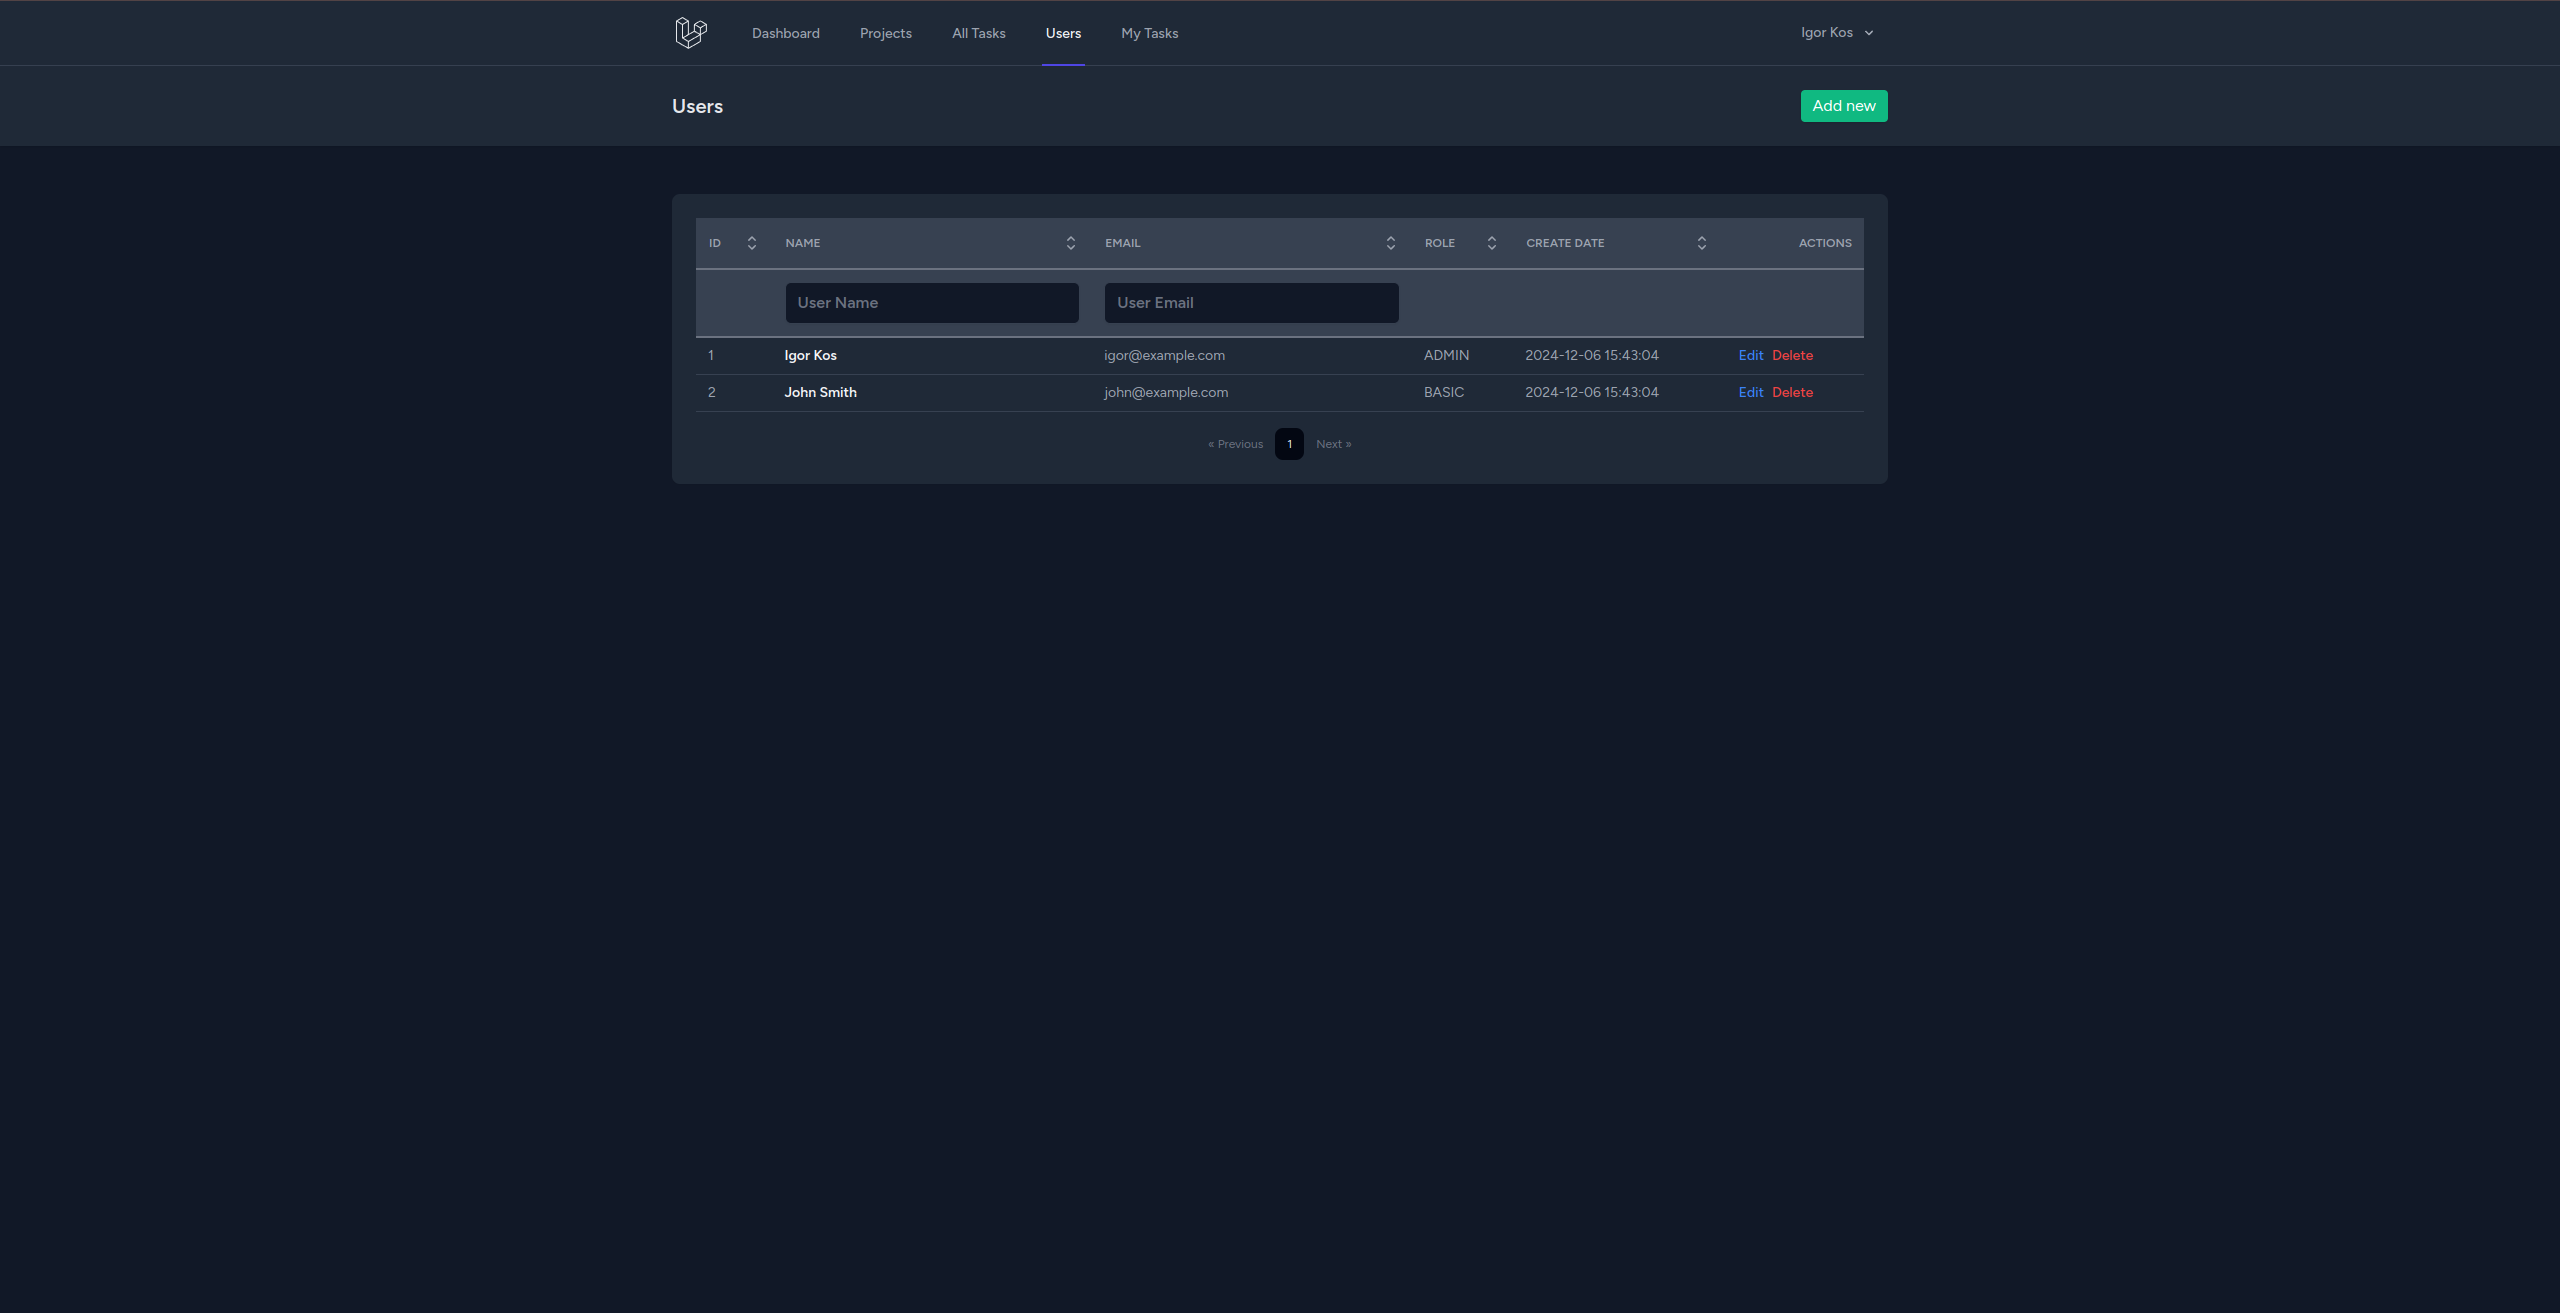 Dashboard Projects All Tasks Users My Tasks Igor Kos
Users Add new
ID NAME EMAIL ROLE CREATE DATE ACTIONS
User Name User Email
1 Igor Kos igor@example.com ADMIN 2024-12-06 15:43:04 Edit Delete
2 John Smith john@example.com BASIC 2024-12-06 15:43:04 Edit Delete
« Previous 1 Next »